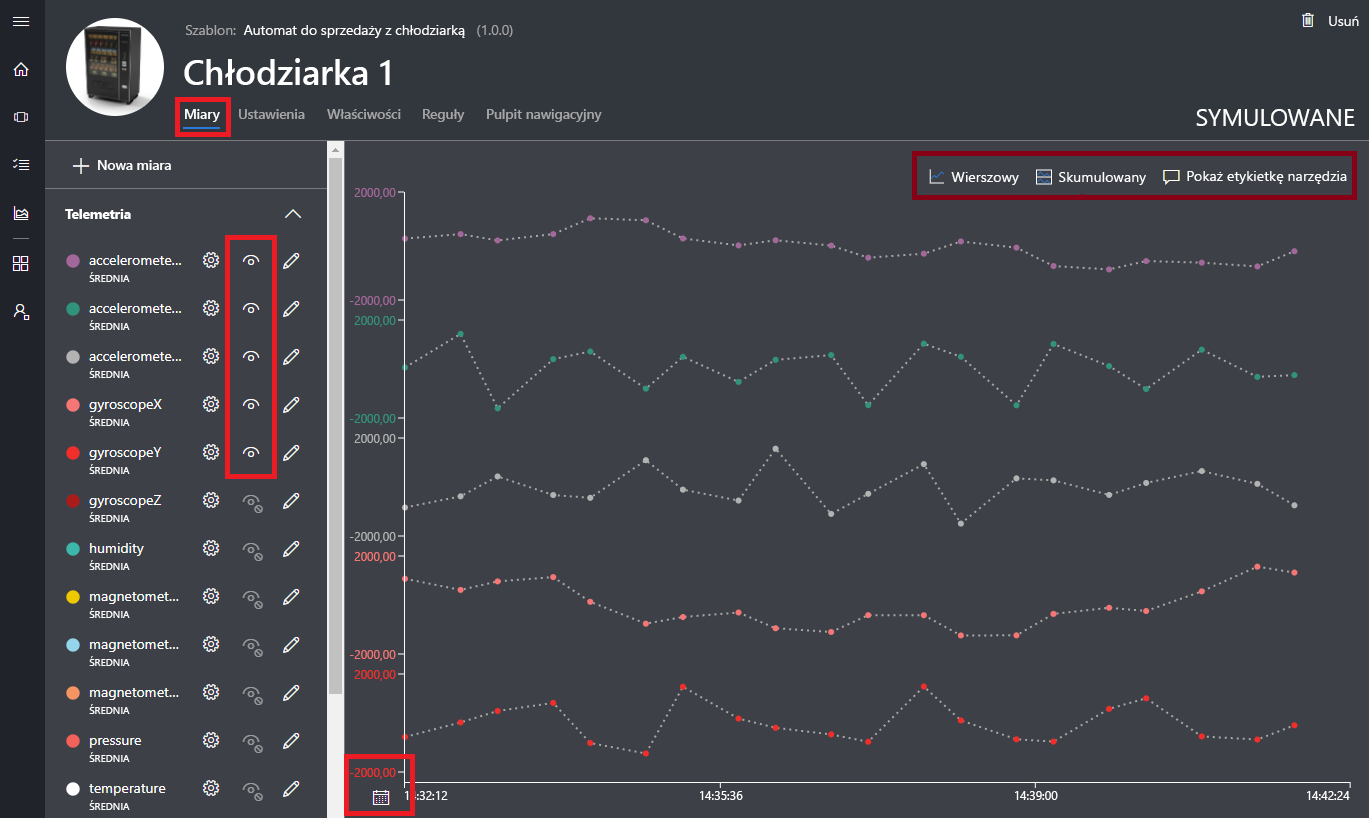 Szablon: Automat do sprzedaży z chłodziarką (1.0.0)
Usuń
Chłodziarka 1
Miary Ustawienia Właściwości Reguły Pulpit nawigacyjny
SYMULOWANE
Nowa miara
Wierszowy Skumulowany Pokaż etykietkę narzędzia
Telemetria
acceleromete...
ŚREDNIA
acceleromete...
ŚREDNIA
acceleromete...
ŚREDNIA
gyroscopeX
ŚREDNIA
gyroscopeY
ŚREDNIA
gyroscopeZ
ŚREDNIA
humidity
ŚREDNIA
magnetomet...
ŚREDNIA
magnetomet...
ŚREDNIA
magnetomet...
ŚREDNIA
pressure
ŚREDNIA
temperature
ŚREDNIA
2000,00
-2000,00
2000,00
-2000,00
2000,00
-2000,00
2000,00
-2000,00
2000,00
-2000,00
14:32:12 14:35:36 14:39:00 14:42:24